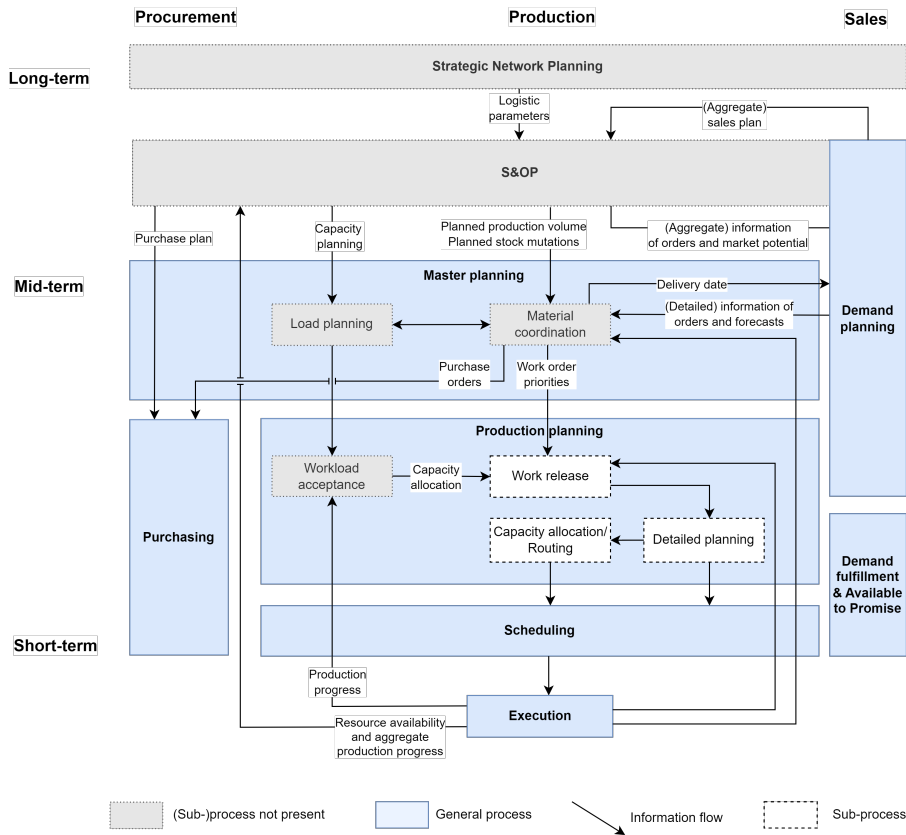 Procurement
Production
Sales
Long-term
Strategic Network Planning
Logistic
parameters
(Aggregate)
sales plan
S&OP
Purchase plan
Capacity
planning
Planned production volume
Planned stock mutations
(Aggregate) information
of orders and market potential
Mid-term
Master planning
Delivery date
Load planning
Material
coordination
(Detailed) information of
orders and forecasts
Demand
planning
Purchase
orders
Work order
priorities
Production planning
Workload
acceptance
Capacity
allocation
Work release
Purchasing
Capacity allocation/
Routing
Detailed planning
Demand
fulfillment
& Available
to Promise
Short-term
Scheduling
Production
progress
Execution
Resource availability
and aggregate
production progress
(Sub-)process not present
General process
Information flow
Sub-process